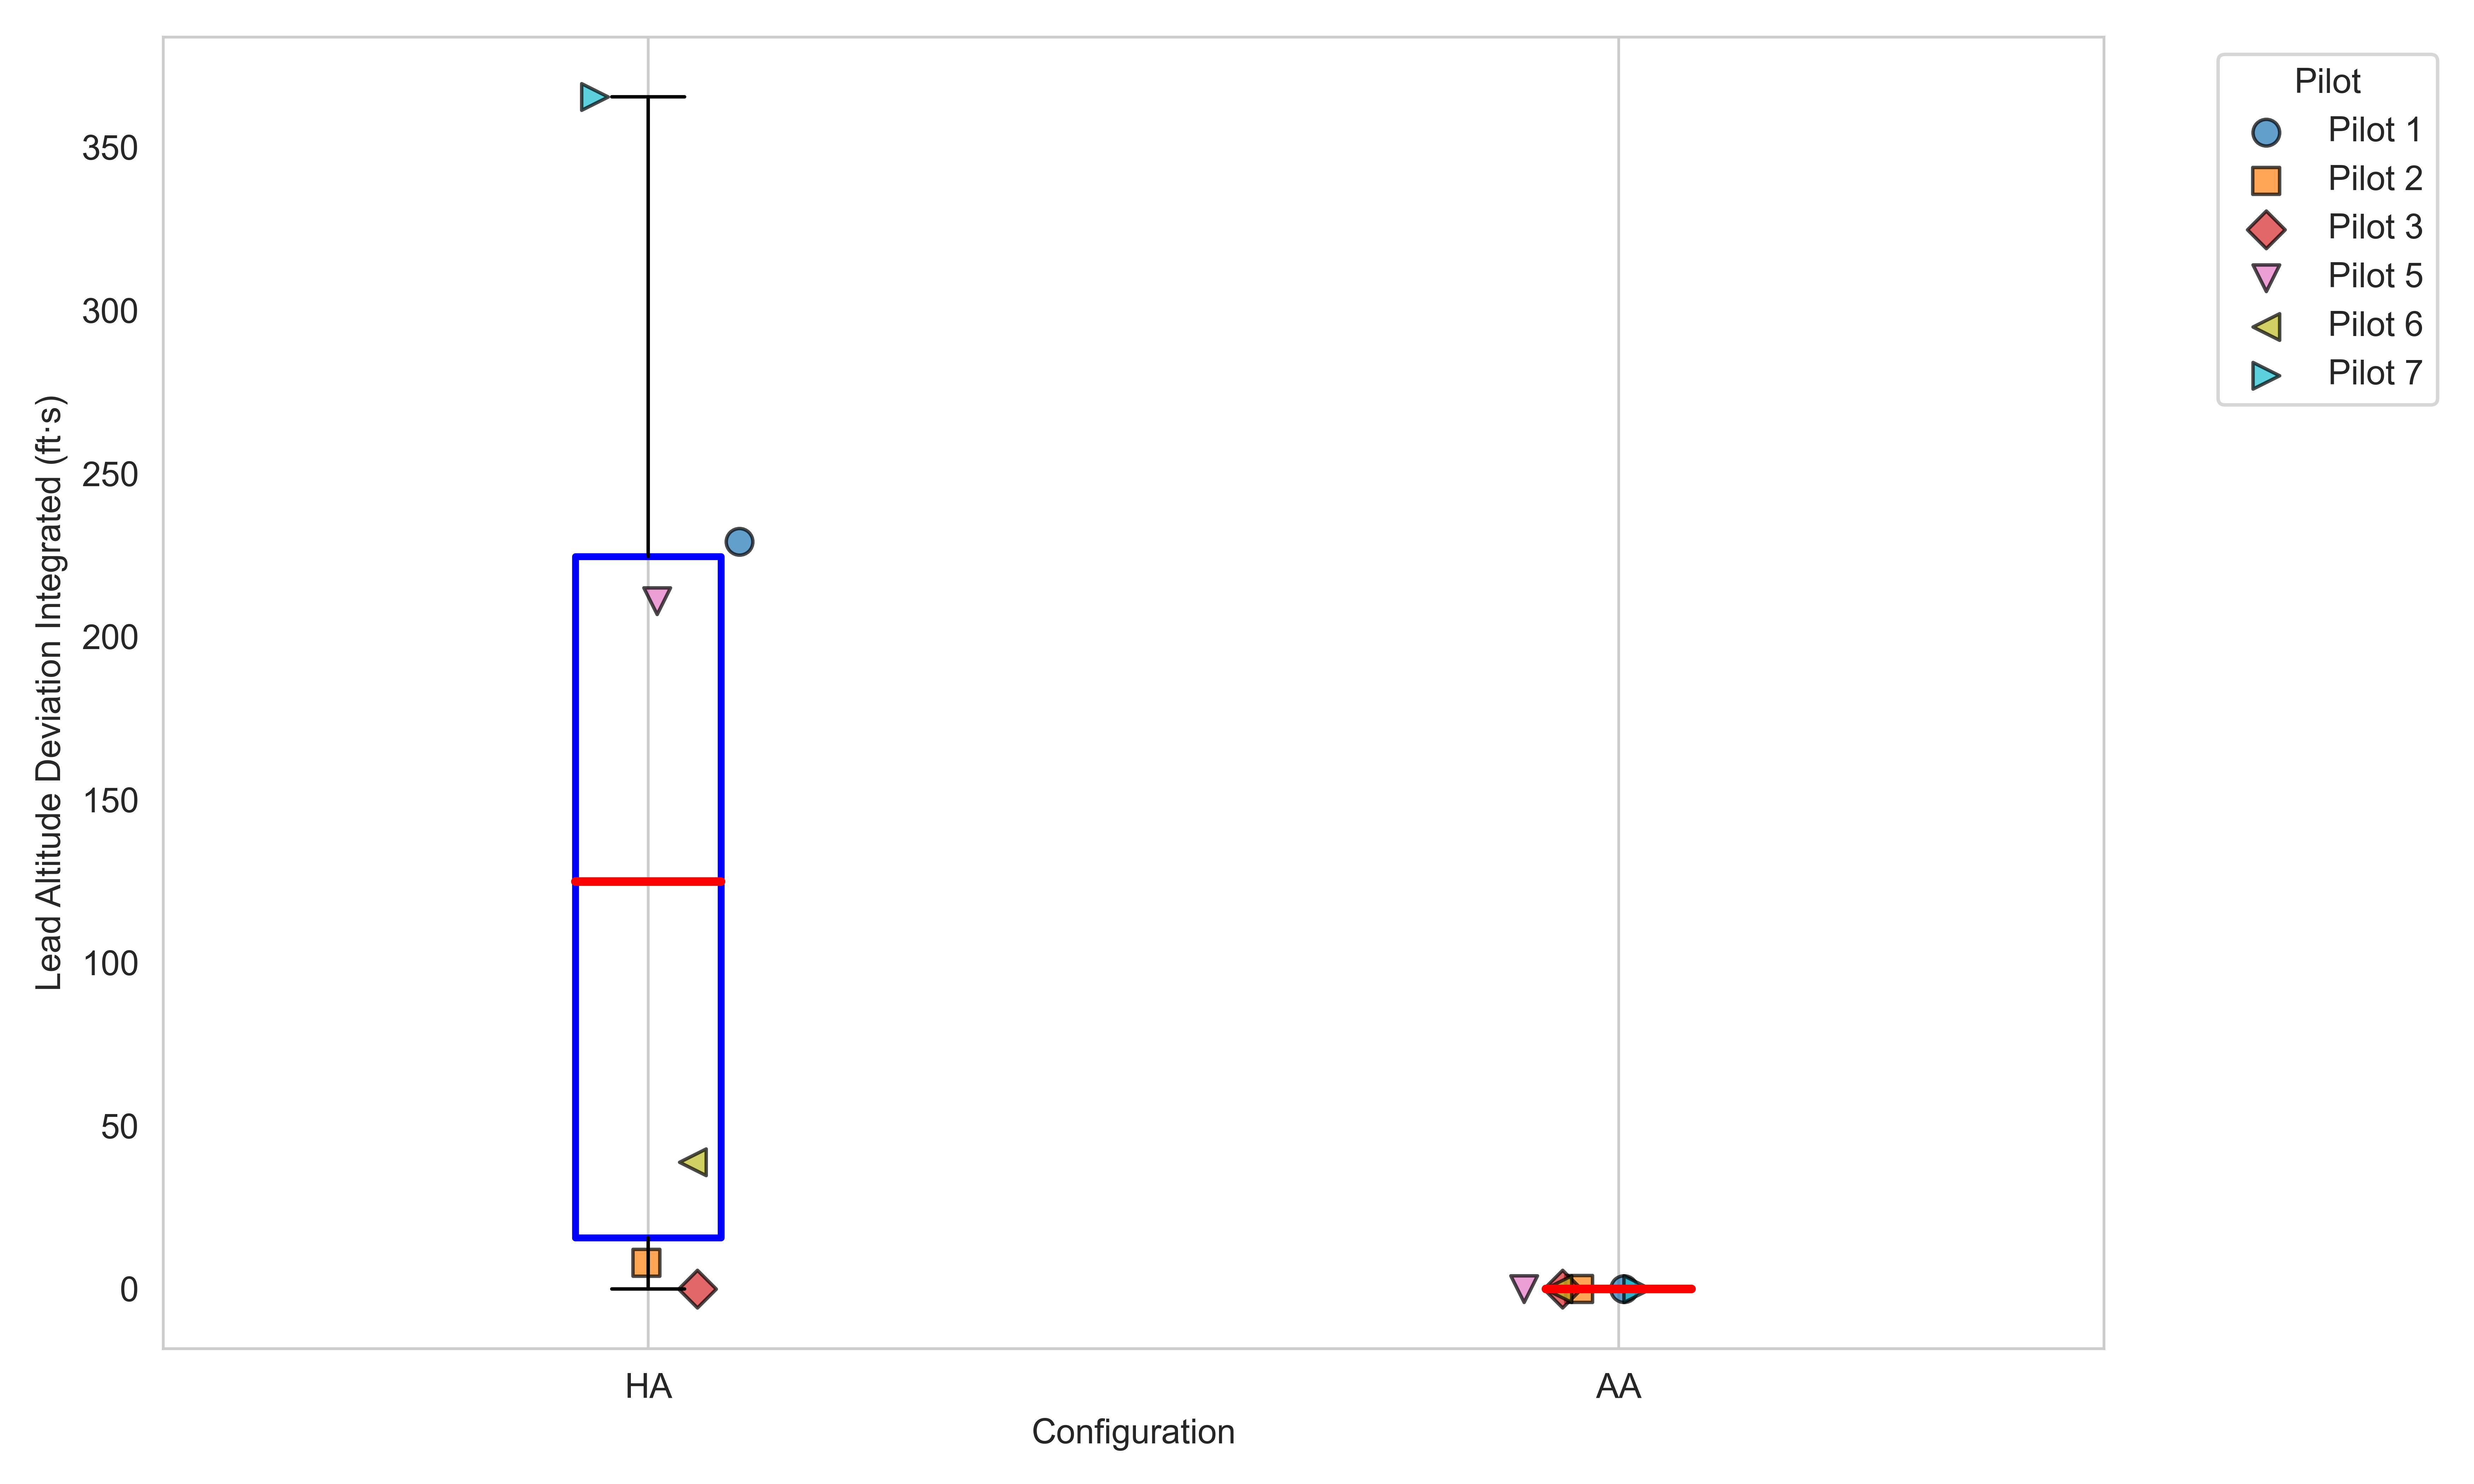 Lead Altitude Deviation Integrated (ft·s)
350
300
250
200
150
100
50
0
HA
AA
Configuration
Pilot
Pilot 1
Pilot 2
Pilot 3
Pilot 5
Pilot 6
Pilot 7